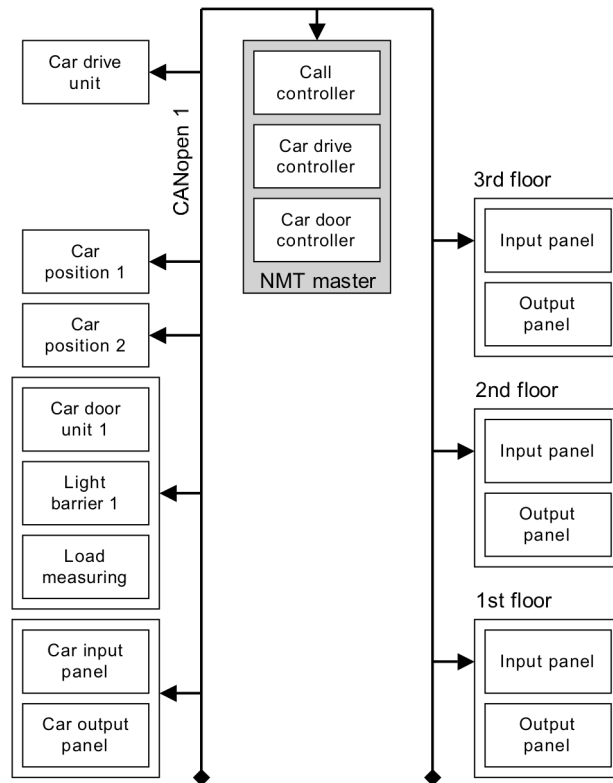 Car drive
unit
CANopen 1
Car
position 1
Car
position 2
Car door
unit 1
Light
barrier 1
Load
measuring
Car input
panel
Car output
panel
Call
controller
Car drive
controller
Car door
controller
NMT master
3rd floor
Input panel
Output
panel
2nd floor
Input panel
Output
panel
1st floor
Input panel
Output
panel